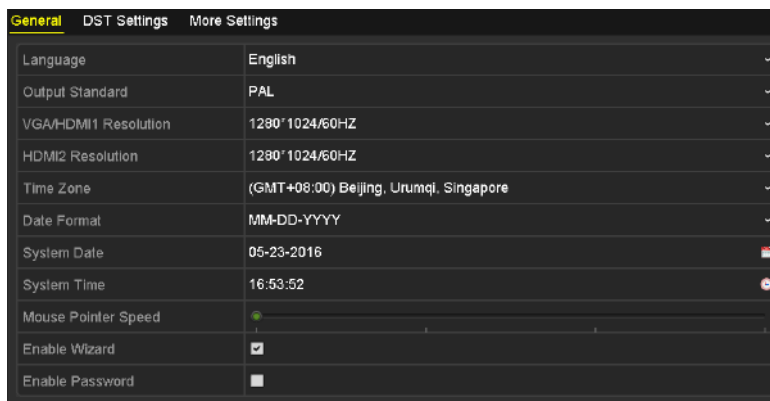 General DST Settings More Settings
Language English
Output Standard PAL
VGA/HDMI1 Resolution 1280*1024/60HZ
HDMI2 Resolution 1280*1024/60HZ
Time Zone (GMT+08:00) Beijing, Urumqi, Singapore
Date Format MM-DD-YYYY
System Date 05-23-2016
System Time 16:53:52
Mouse Pointer Speed
Enable Wizard
Enable Password